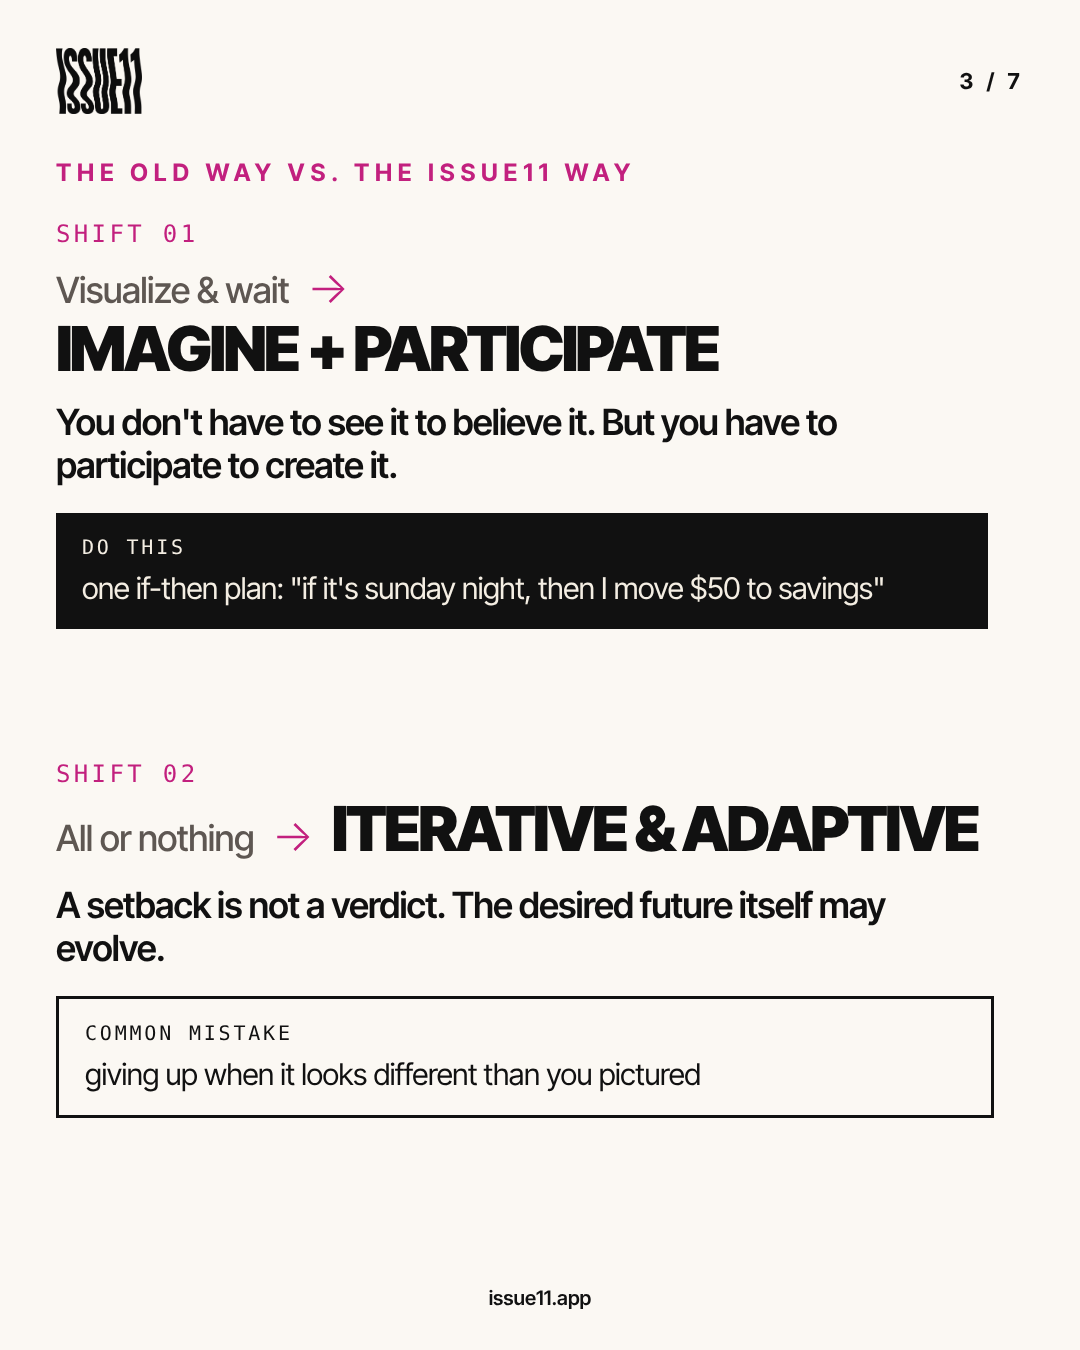 ISSUE11
3 / 7
THE OLD WAY VS. THE ISSUE11 WAY
SHIFT 01
Visualize & wait →
IMAGINE + PARTICIPATE
You don't have to see it to believe it. But you have to
participate to create it.
DO THIS
one if-then plan: "if it's sunday night, then I move $50 to savings"
SHIFT 02
All or nothing → ITERATIVE & ADAPTIVE
A setback is not a verdict. The desired future itself may
evolve.
COMMON MISTAKE
giving up when it looks different than you pictured
issue11.app